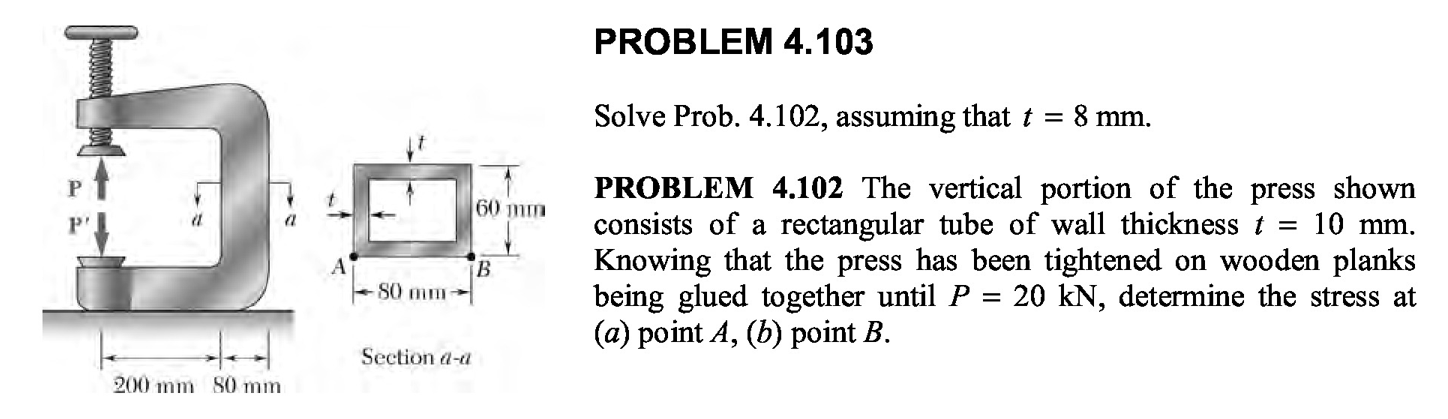 PROBLEM 4.103
Solve Prob. 4.102, assuming that t = 8 mm.
PROBLEM 4.102 The vertical portion of the press shown
consists of a rectangular tube of wall thickness t = 10 mm.
Knowing that the press has been tightened on wooden planks
being glued together until P = 20 kN, determine the stress at
(a) point A, (b) point B.
P
P'
a
a
200 mm
80 mm
t
t
60 mm
A
B
80 mm
Section a-a